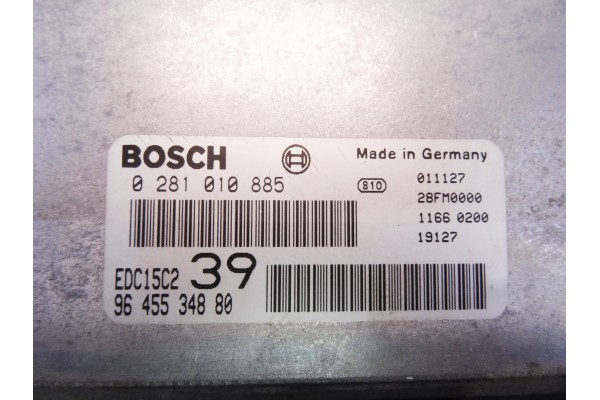 BOSCH Made in Germany
0 281 010 885 810 011127
28FM0000
1166 0200
19127
EDC15C2 39
96 455 348 80